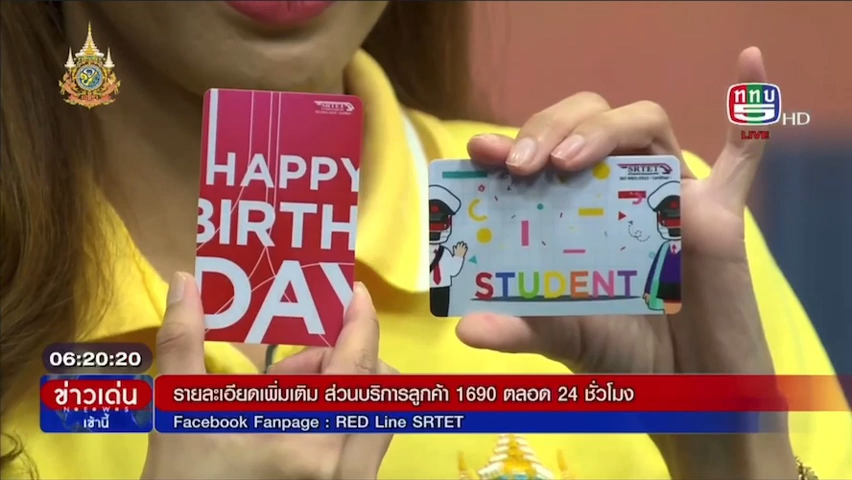 ททบ
5 HD
LIVE
SRTET
HAPPY
BIRTH
DAY
SRTET
STUDENT
06:20:20
ข่าวเด่น
N•E•W•S
เช้านี้
รายละเอียดเพิ่มเติม ส่วนบริการลูกค้า 1690 ตลอด 24 ชั่วโมง
Facebook Fanpage : RED Line SRTET